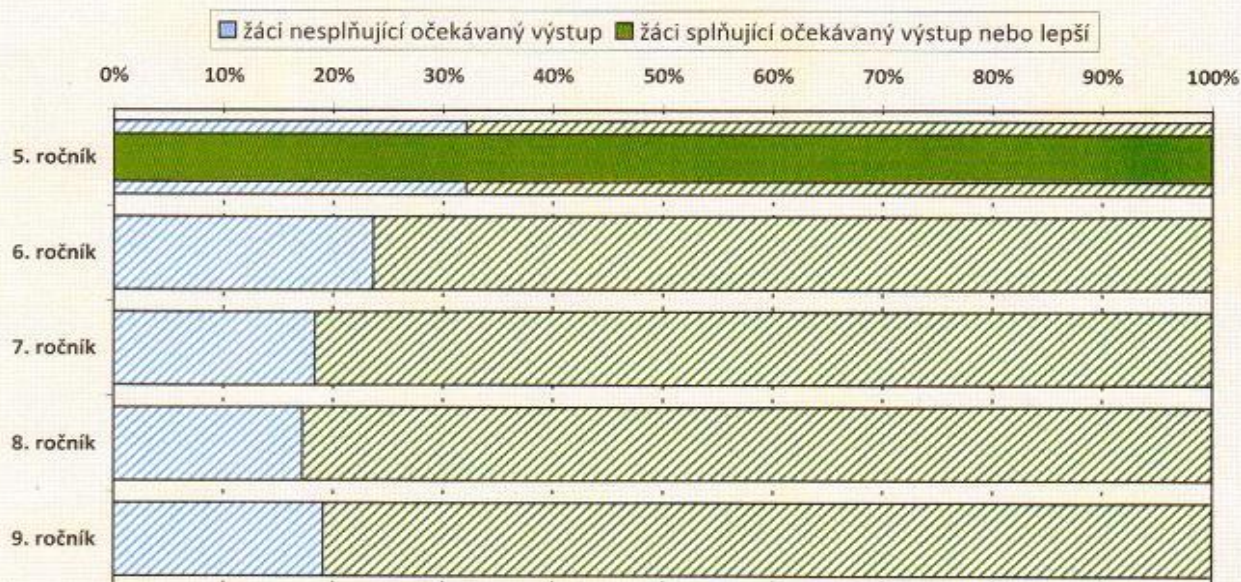 žáci nesplňující očekávaný výstup žáci splňující očekávaný výstup nebo lepší
0% 10% 20% 30% 40% 50% 60% 70% 80% 90% 100%
5. ročník
6. ročník
7. ročník
8. ročník
9. ročník